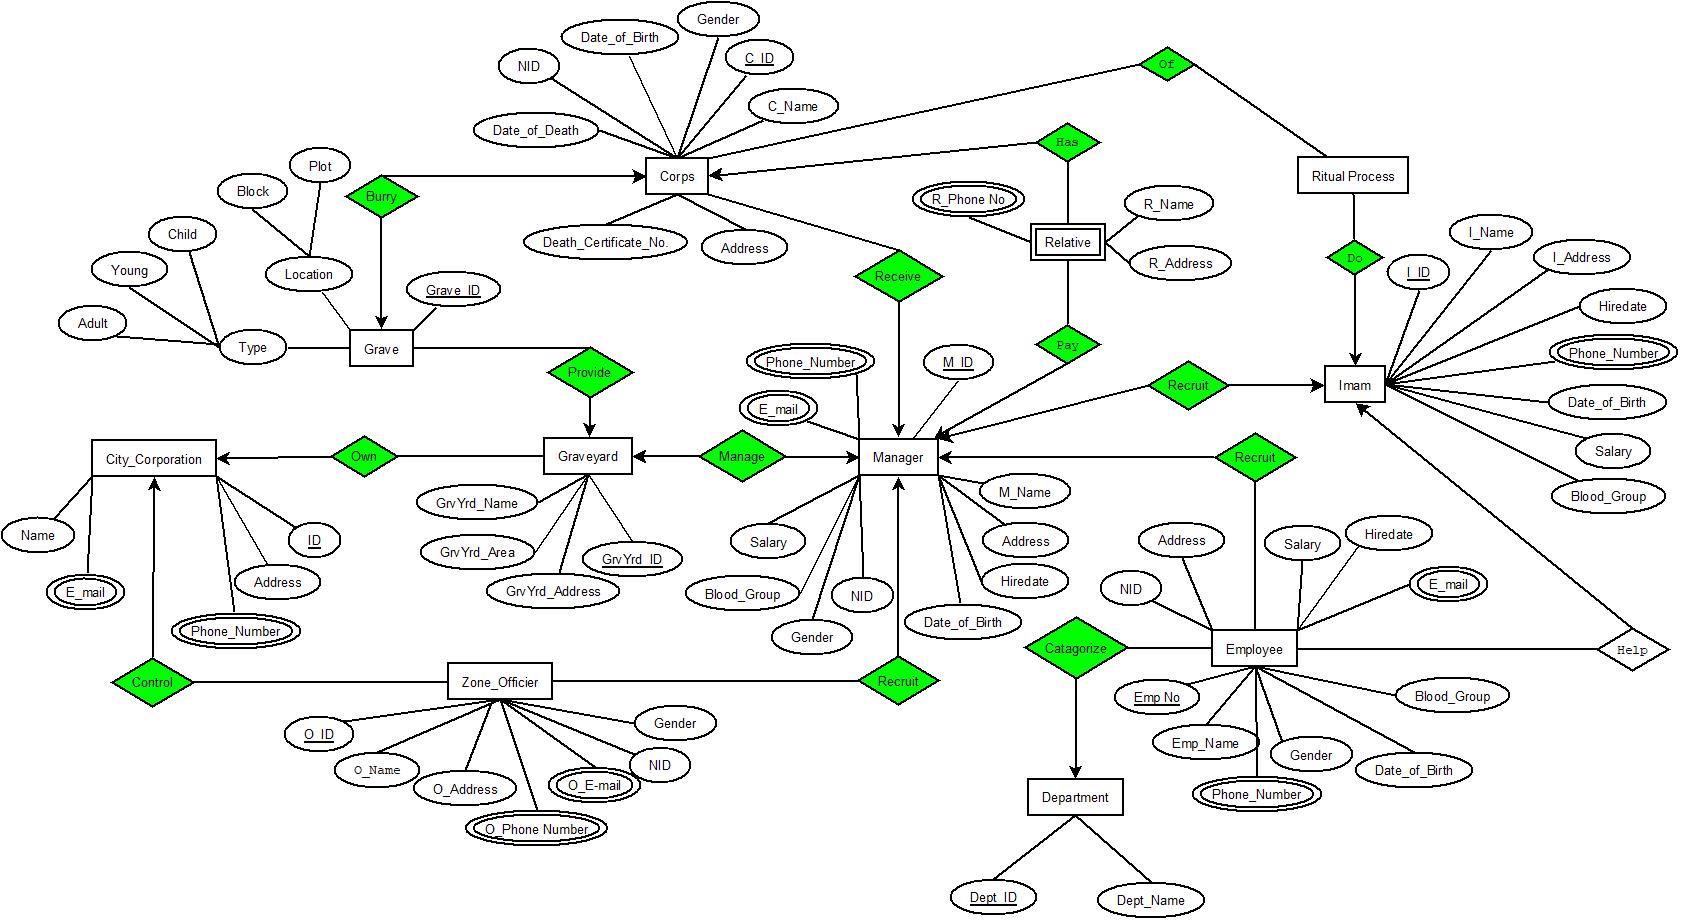 Gender
Date_of_Birth
C_ID
NID
C_Name
Date_of_Death
Of
Has
Corps
Ritual Process
Plot
Block
Burry
R_Phone No
R_Name
Child
Death_Certificate_No.
Address
Relative
R_Address
I_Name
I_Address
Young
Location
Grave_ID
Receive
Do
I_ID
Hiredate
Adult
Type
Grave
Provide
Phone_Number
M_ID
Pay
Phone_Number
E_mail
Recruit
Imam
Date_of_Birth
City_Corporation
Own
Graveyard
Manage
Manager
Recruit
Salary
Blood_Group
Name
ID
GrvYrd_Name
M_Name
GrvYrd_Area
GrvYrd_ID
Salary
Address
Address
Salary
Hiredate
E_mail
Address
GrvYrd_Address
Blood_Group
NID
Hiredate
NID
E_mail
Phone_Number
Gender
Date_of_Birth
Catagorize
Employee
Help
Control
Zone_Officier
Recruit
Emp No
Blood_Group
O_ID
Gender
Emp_Name
Gender
O_Name
NID
Date_of_Birth
O_Address
O_E-mail
Phone_Number
O_Phone Number
Department
Dept_ID
Dept_Name